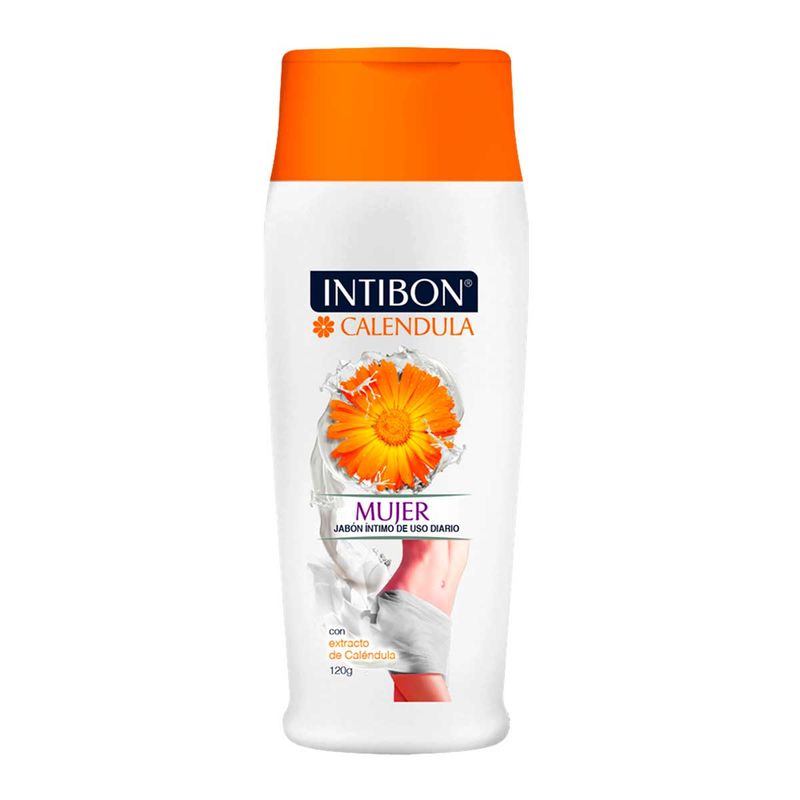 INTIBON®
CALENDULA
MUJER
JABÓN ÍNTIMO DE USO DIARIO
con
extracto
de Caléndula
120g